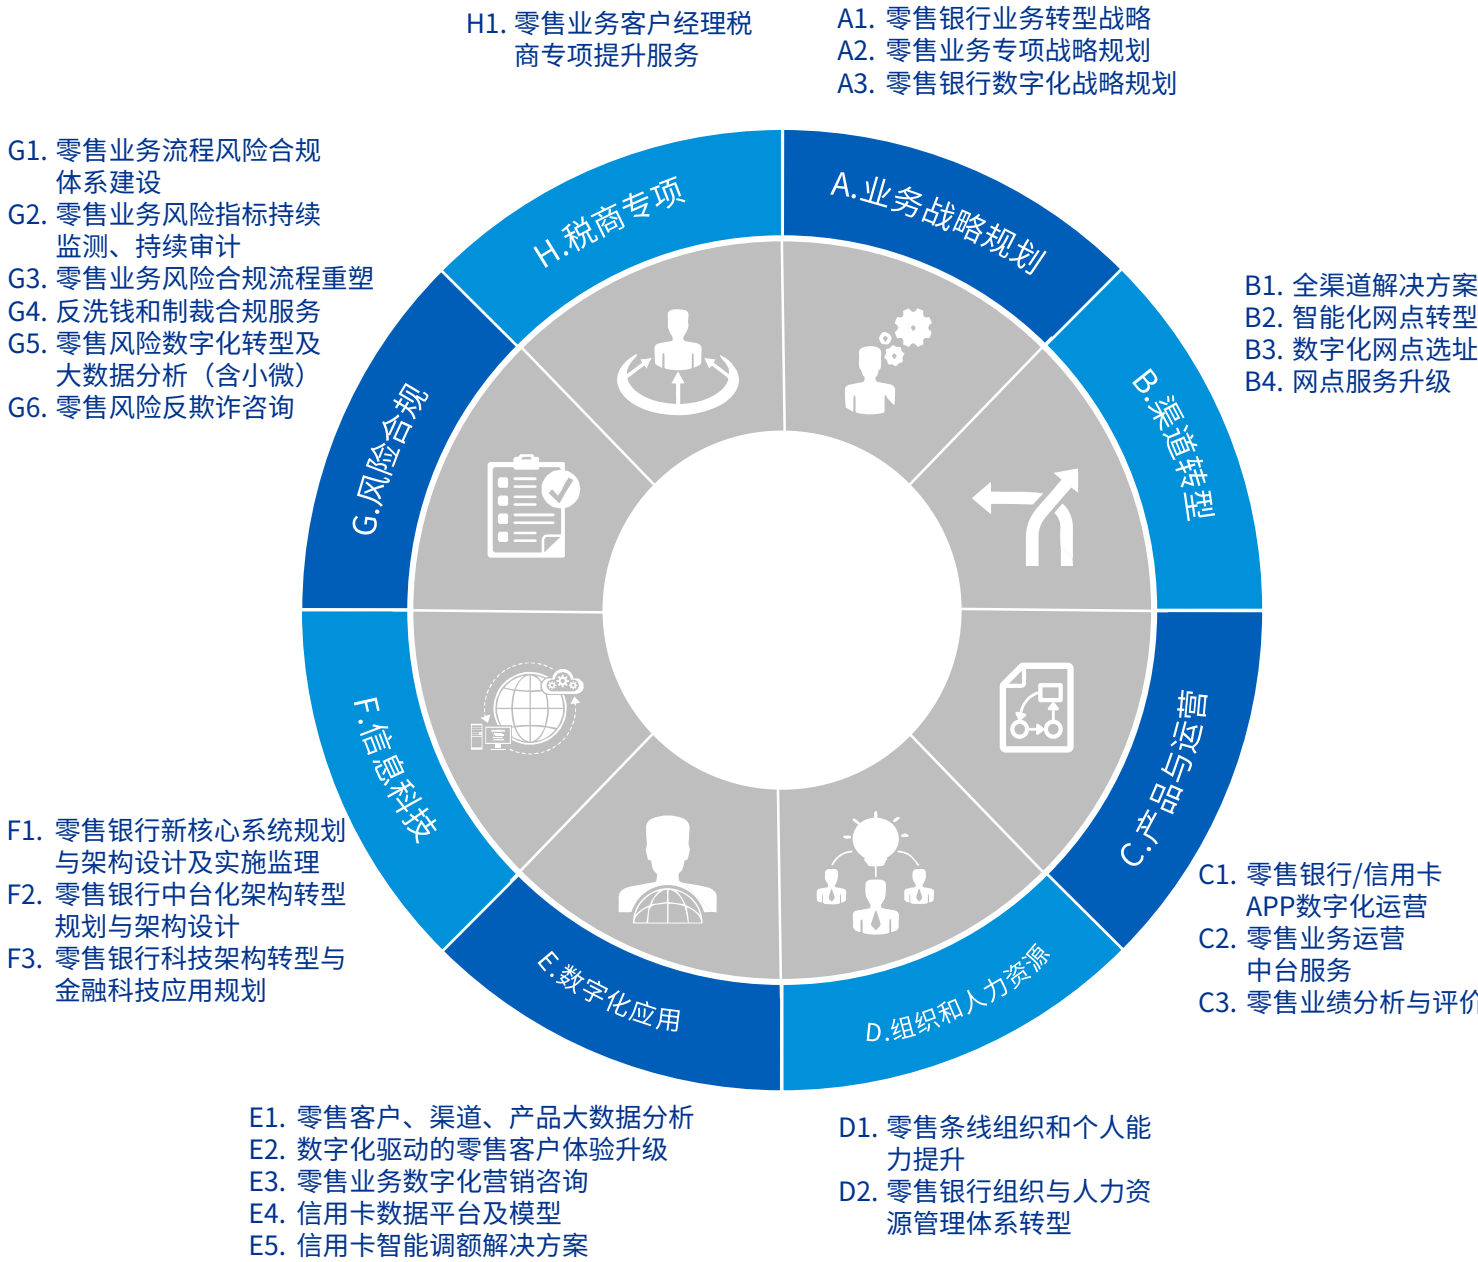 H1. 零售业务客户经理税
商专项提升服务
A1. 零售银行业务转型战略
A2. 零售业务专项战略规划
A3. 零售银行数字化战略规划
G1. 零售业务流程风险合规
体系建设
G2. 零售业务风险指标持续
监测、持续审计
G3. 零售业务风险合规流程重塑
G4. 反洗钱和制裁合规服务
G5. 零售风险数字化转型及
大数据分析（含小微）
G6. 零售风险反欺诈咨询
B1. 全渠道解决方案
B2. 智能化网点转型
B3. 数字化网点选址
B4. 网点服务升级
A.业务战略规划
B.渠道转型
C.产品与运营
D.组织和人力资源
E.数字化应用
F.信息科技
G.风险合规
H.税商专项
F1. 零售银行新核心系统规划
与架构设计及实施监理
F2. 零售银行中台化架构转型
规划与架构设计
F3. 零售银行科技架构转型与
金融科技应用规划
C1. 零售银行/信用卡
APP数字化运营
C2. 零售业务运营
中台服务
C3. 零售业绩分析与评价
E1. 零售客户、渠道、产品大数据分析
E2. 数字化驱动的零售客户体验升级
E3. 零售业务数字化营销咨询
E4. 信用卡数据平台及模型
E5. 信用卡智能调额解决方案
D1. 零售条线组织和个人能
力提升
D2. 零售银行组织与人力资
源管理体系转型